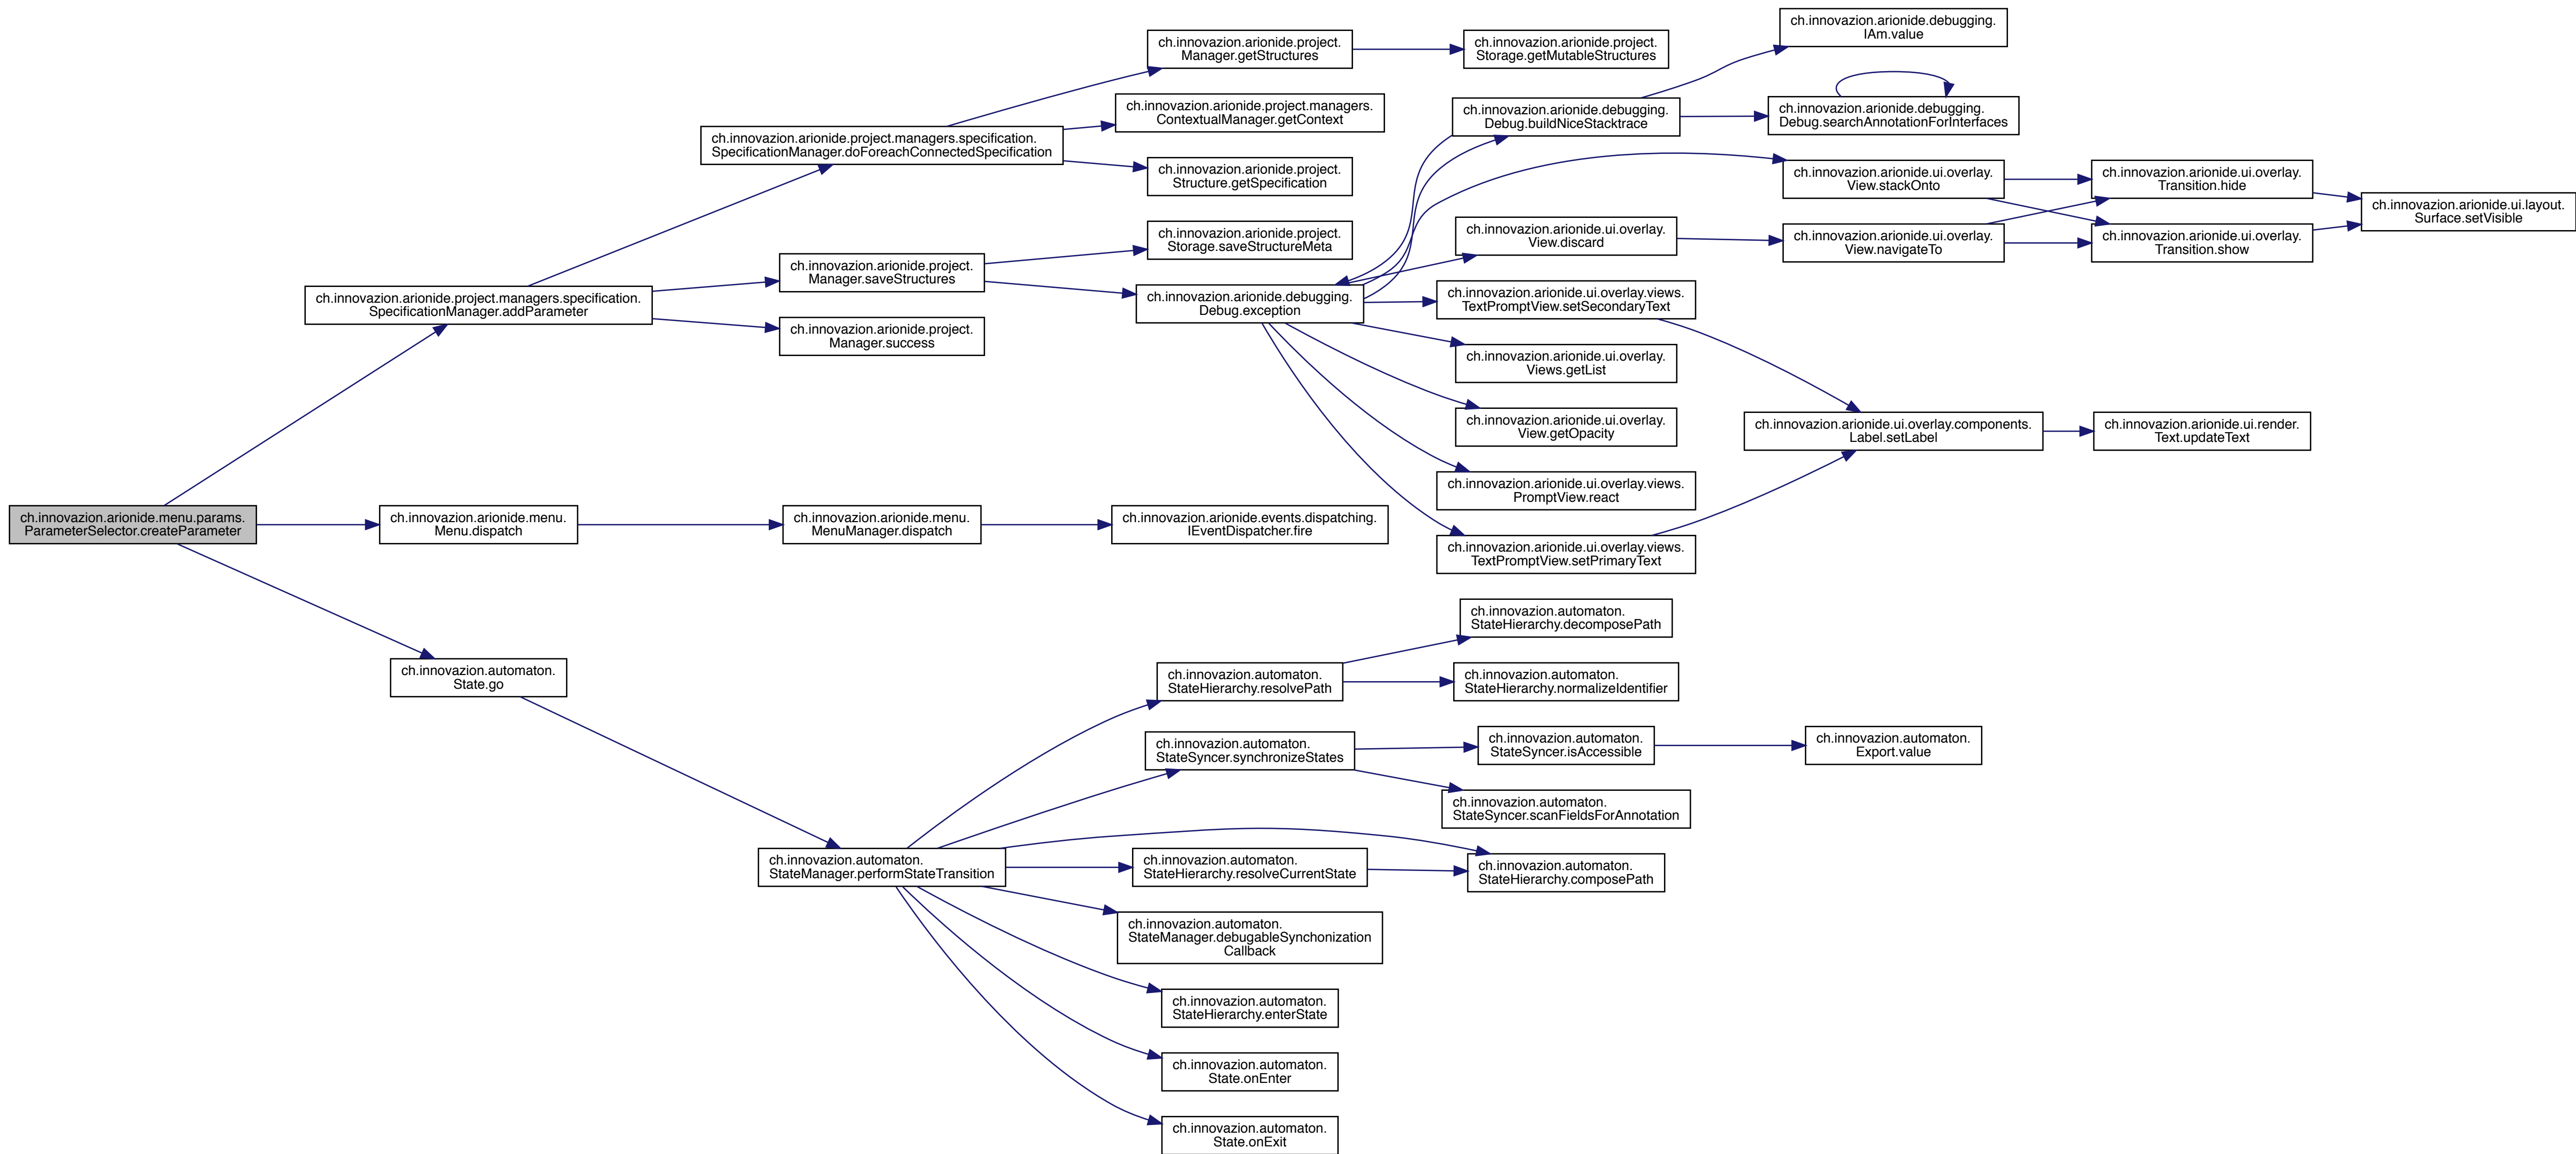 ch.innovazion.arionide.menu.params.
ParameterSelector.createParameter
ch.innovazion.arionide.project.managers.specification.
SpecificationManager.addParameter
ch.innovazion.arionide.menu.
Menu.dispatch
ch.innovazion.automaton.
State.go
ch.innovazion.arionide.project.managers.specification.
SpecificationManager.doForeachConnectedSpecification
ch.innovazion.arionide.project.
Manager.saveStructures
ch.innovazion.arionide.project.
Manager.success
ch.innovazion.arionide.menu.
MenuManager.dispatch
ch.innovazion.automaton.
StateManager.performStateTransition
ch.innovazion.arionide.project.
Manager.getStructures
ch.innovazion.arionide.project.managers.
ContextualManager.getContext
ch.innovazion.arionide.project.
Structure.getSpecification
ch.innovazion.arionide.project.
Storage.saveStructureMeta
ch.innovazion.arionide.debugging.
Debug.exception
ch.innovazion.arionide.events.dispatching.
IEventDispatcher.fire
ch.innovazion.automaton.
StateHierarchy.resolvePath
ch.innovazion.automaton.
StateSyncer.synchronizeStates
ch.innovazion.automaton.
StateHierarchy.resolveCurrentState
ch.innovazion.automaton.
StateManager.debugableSynchonization
Callback
ch.innovazion.automaton.
StateHierarchy.enterState
ch.innovazion.automaton.
State.onEnter
ch.innovazion.automaton.
State.onExit
ch.innovazion.arionide.project.
Storage.getMutableStructures
ch.innovazion.arionide.debugging.
Debug.buildNiceStacktrace
ch.innovazion.arionide.ui.overlay.
View.discard
ch.innovazion.arionide.ui.overlay.views.
TextPromptView.setSecondaryText
ch.innovazion.arionide.ui.overlay.
Views.getList
ch.innovazion.arionide.ui.overlay.
View.getOpacity
ch.innovazion.arionide.ui.overlay.views.
PromptView.react
ch.innovazion.arionide.ui.overlay.views.
TextPromptView.setPrimaryText
ch.innovazion.automaton.
StateHierarchy.decomposePath
ch.innovazion.automaton.
StateHierarchy.normalizeIdentifier
ch.innovazion.automaton.
StateSyncer.isAccessible
ch.innovazion.automaton.
StateSyncer.scanFieldsForAnnotation
ch.innovazion.automaton.
StateHierarchy.composePath
ch.innovazion.arionide.debugging.
IAm.value
ch.innovazion.arionide.debugging.
Debug.searchAnnotationForInterfaces
ch.innovazion.arionide.ui.overlay.
View.stackOnto
ch.innovazion.arionide.ui.overlay.
View.navigateTo
ch.innovazion.arionide.ui.overlay.components.
Label.setLabel
ch.innovazion.automaton.
Export.value
ch.innovazion.arionide.ui.overlay.
Transition.hide
ch.innovazion.arionide.ui.overlay.
Transition.show
ch.innovazion.arionide.ui.render.
Text.updateText
ch.innovazion.arionide.ui.layout.
Surface.setVisible